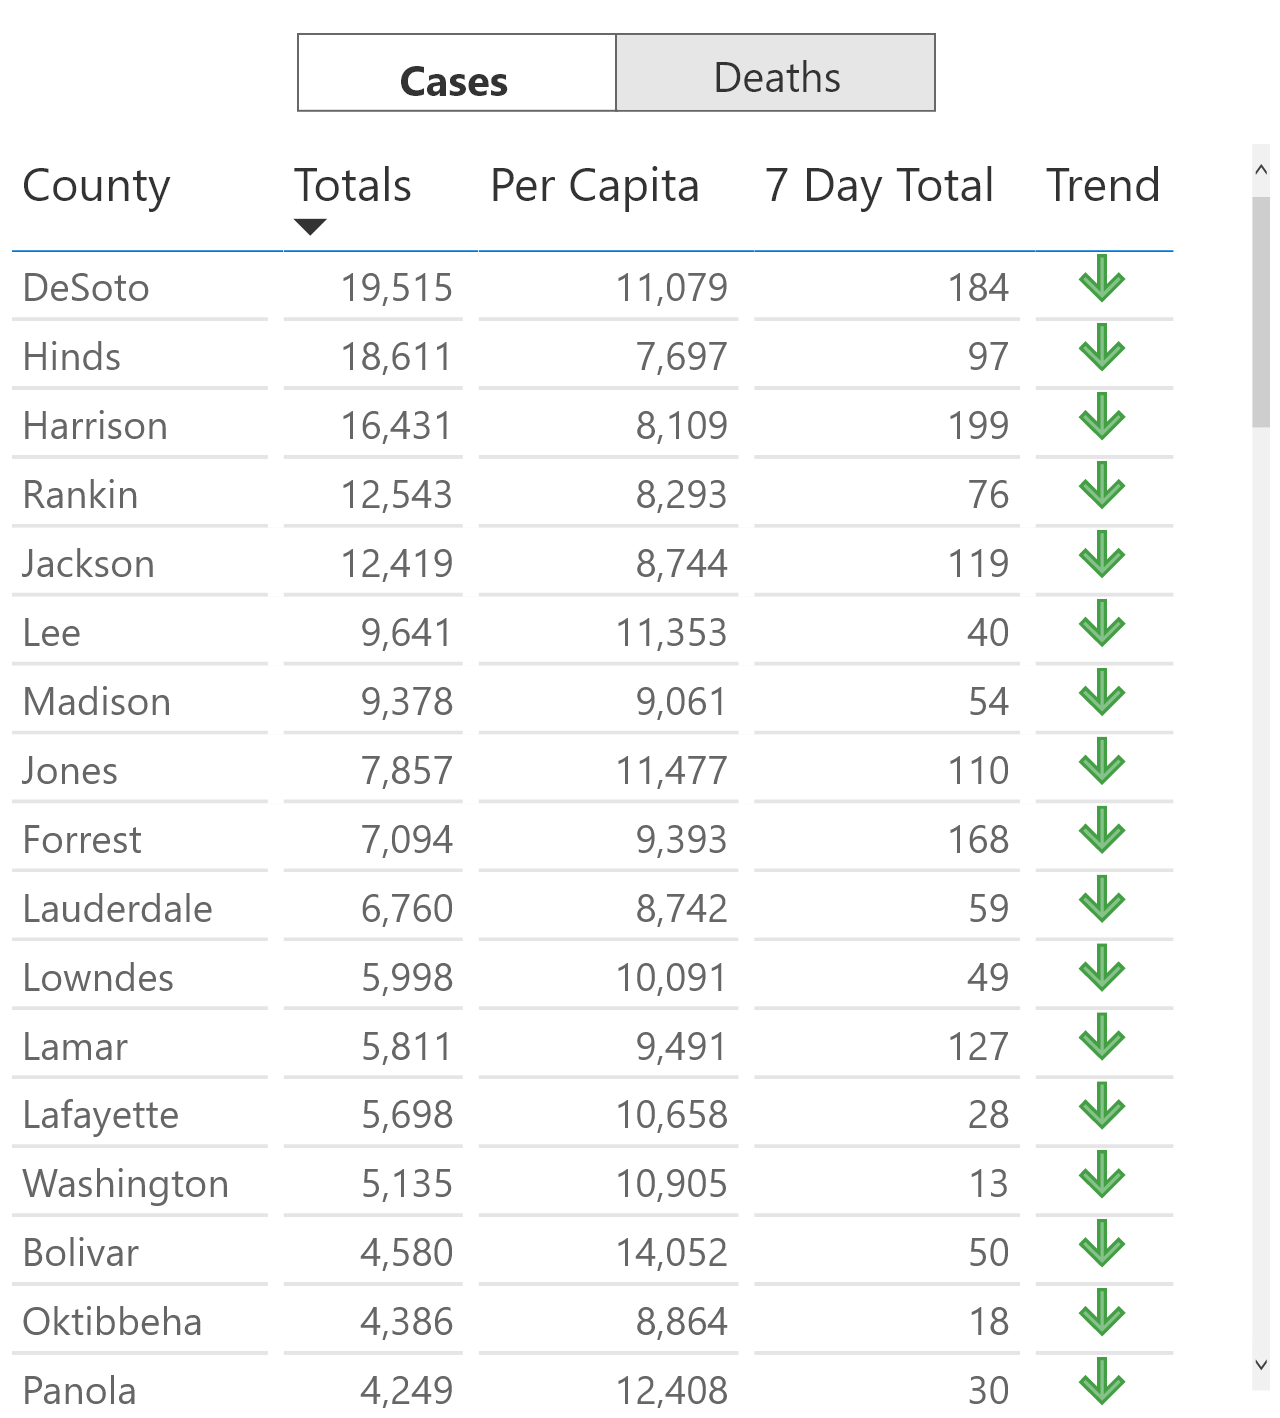 Cases Deaths
County Totals Per Capita 7 Day Total Trend
DeSoto 19,515 11,079 184
Hinds 18,611 7,697 97
Harrison 16,431 8,109 199
Rankin 12,543 8,293 76
Jackson 12,419 8,744 119
Lee 9,641 11,353 40
Madison 9,378 9,061 54
Jones 7,857 11,477 110
Forrest 7,094 9,393 168
Lauderdale 6,760 8,742 59
Lowndes 5,998 10,091 49
Lamar 5,811 9,491 127
Lafayette 5,698 10,658 28
Washington 5,135 10,905 13
Bolivar 4,580 14,052 50
Oktibbeha 4,386 8,864 18
Panola 4,249 12,408 30